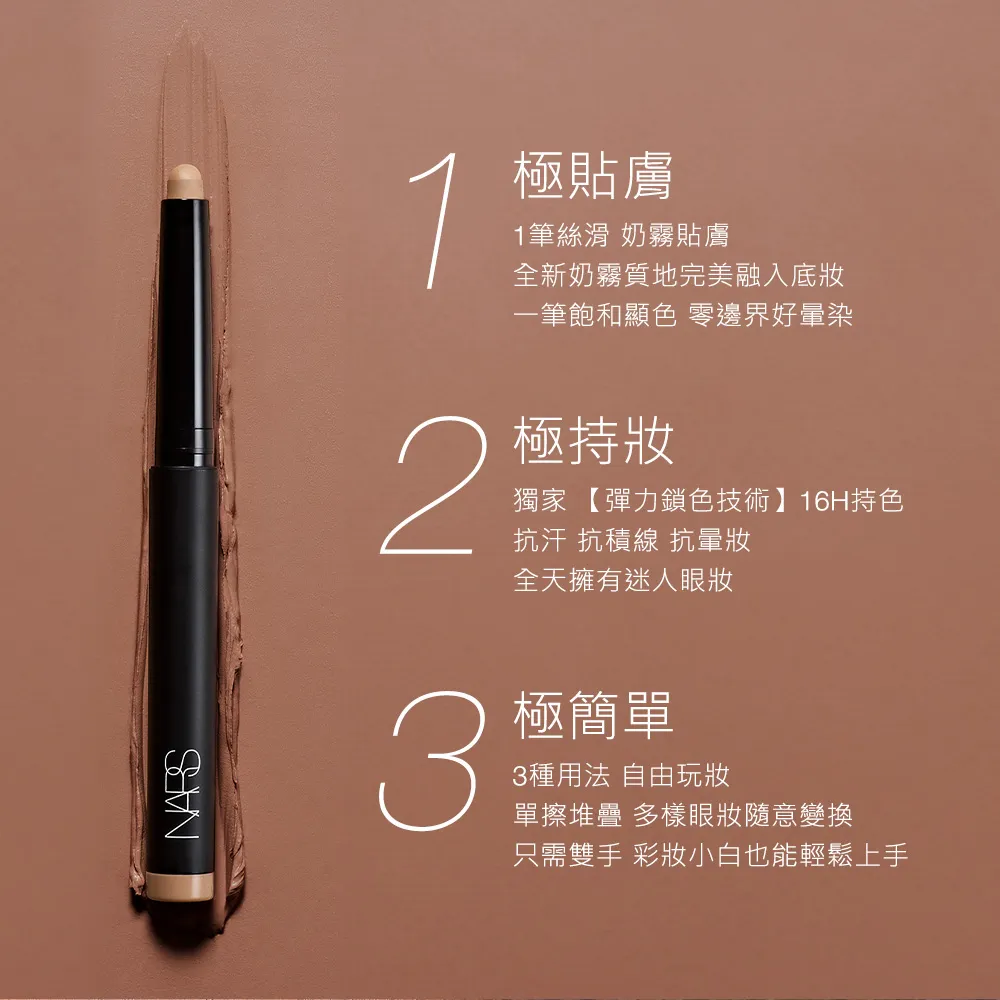 1
極貼膚
1筆絲滑 奶霧貼膚
全新奶霧質地完美融入底妝
一筆飽和顯色 零邊界好暈染
2
極持妝
獨家 【彈力鎖色技術】16H持色
抗汗 抗積線 抗暈妝
全天擁有迷人眼妝
3
極簡單
3種用法 自由玩妝
單擦堆疊 多樣眼妝隨意變換
只需雙手 彩妝小白也能輕鬆上手
NARS